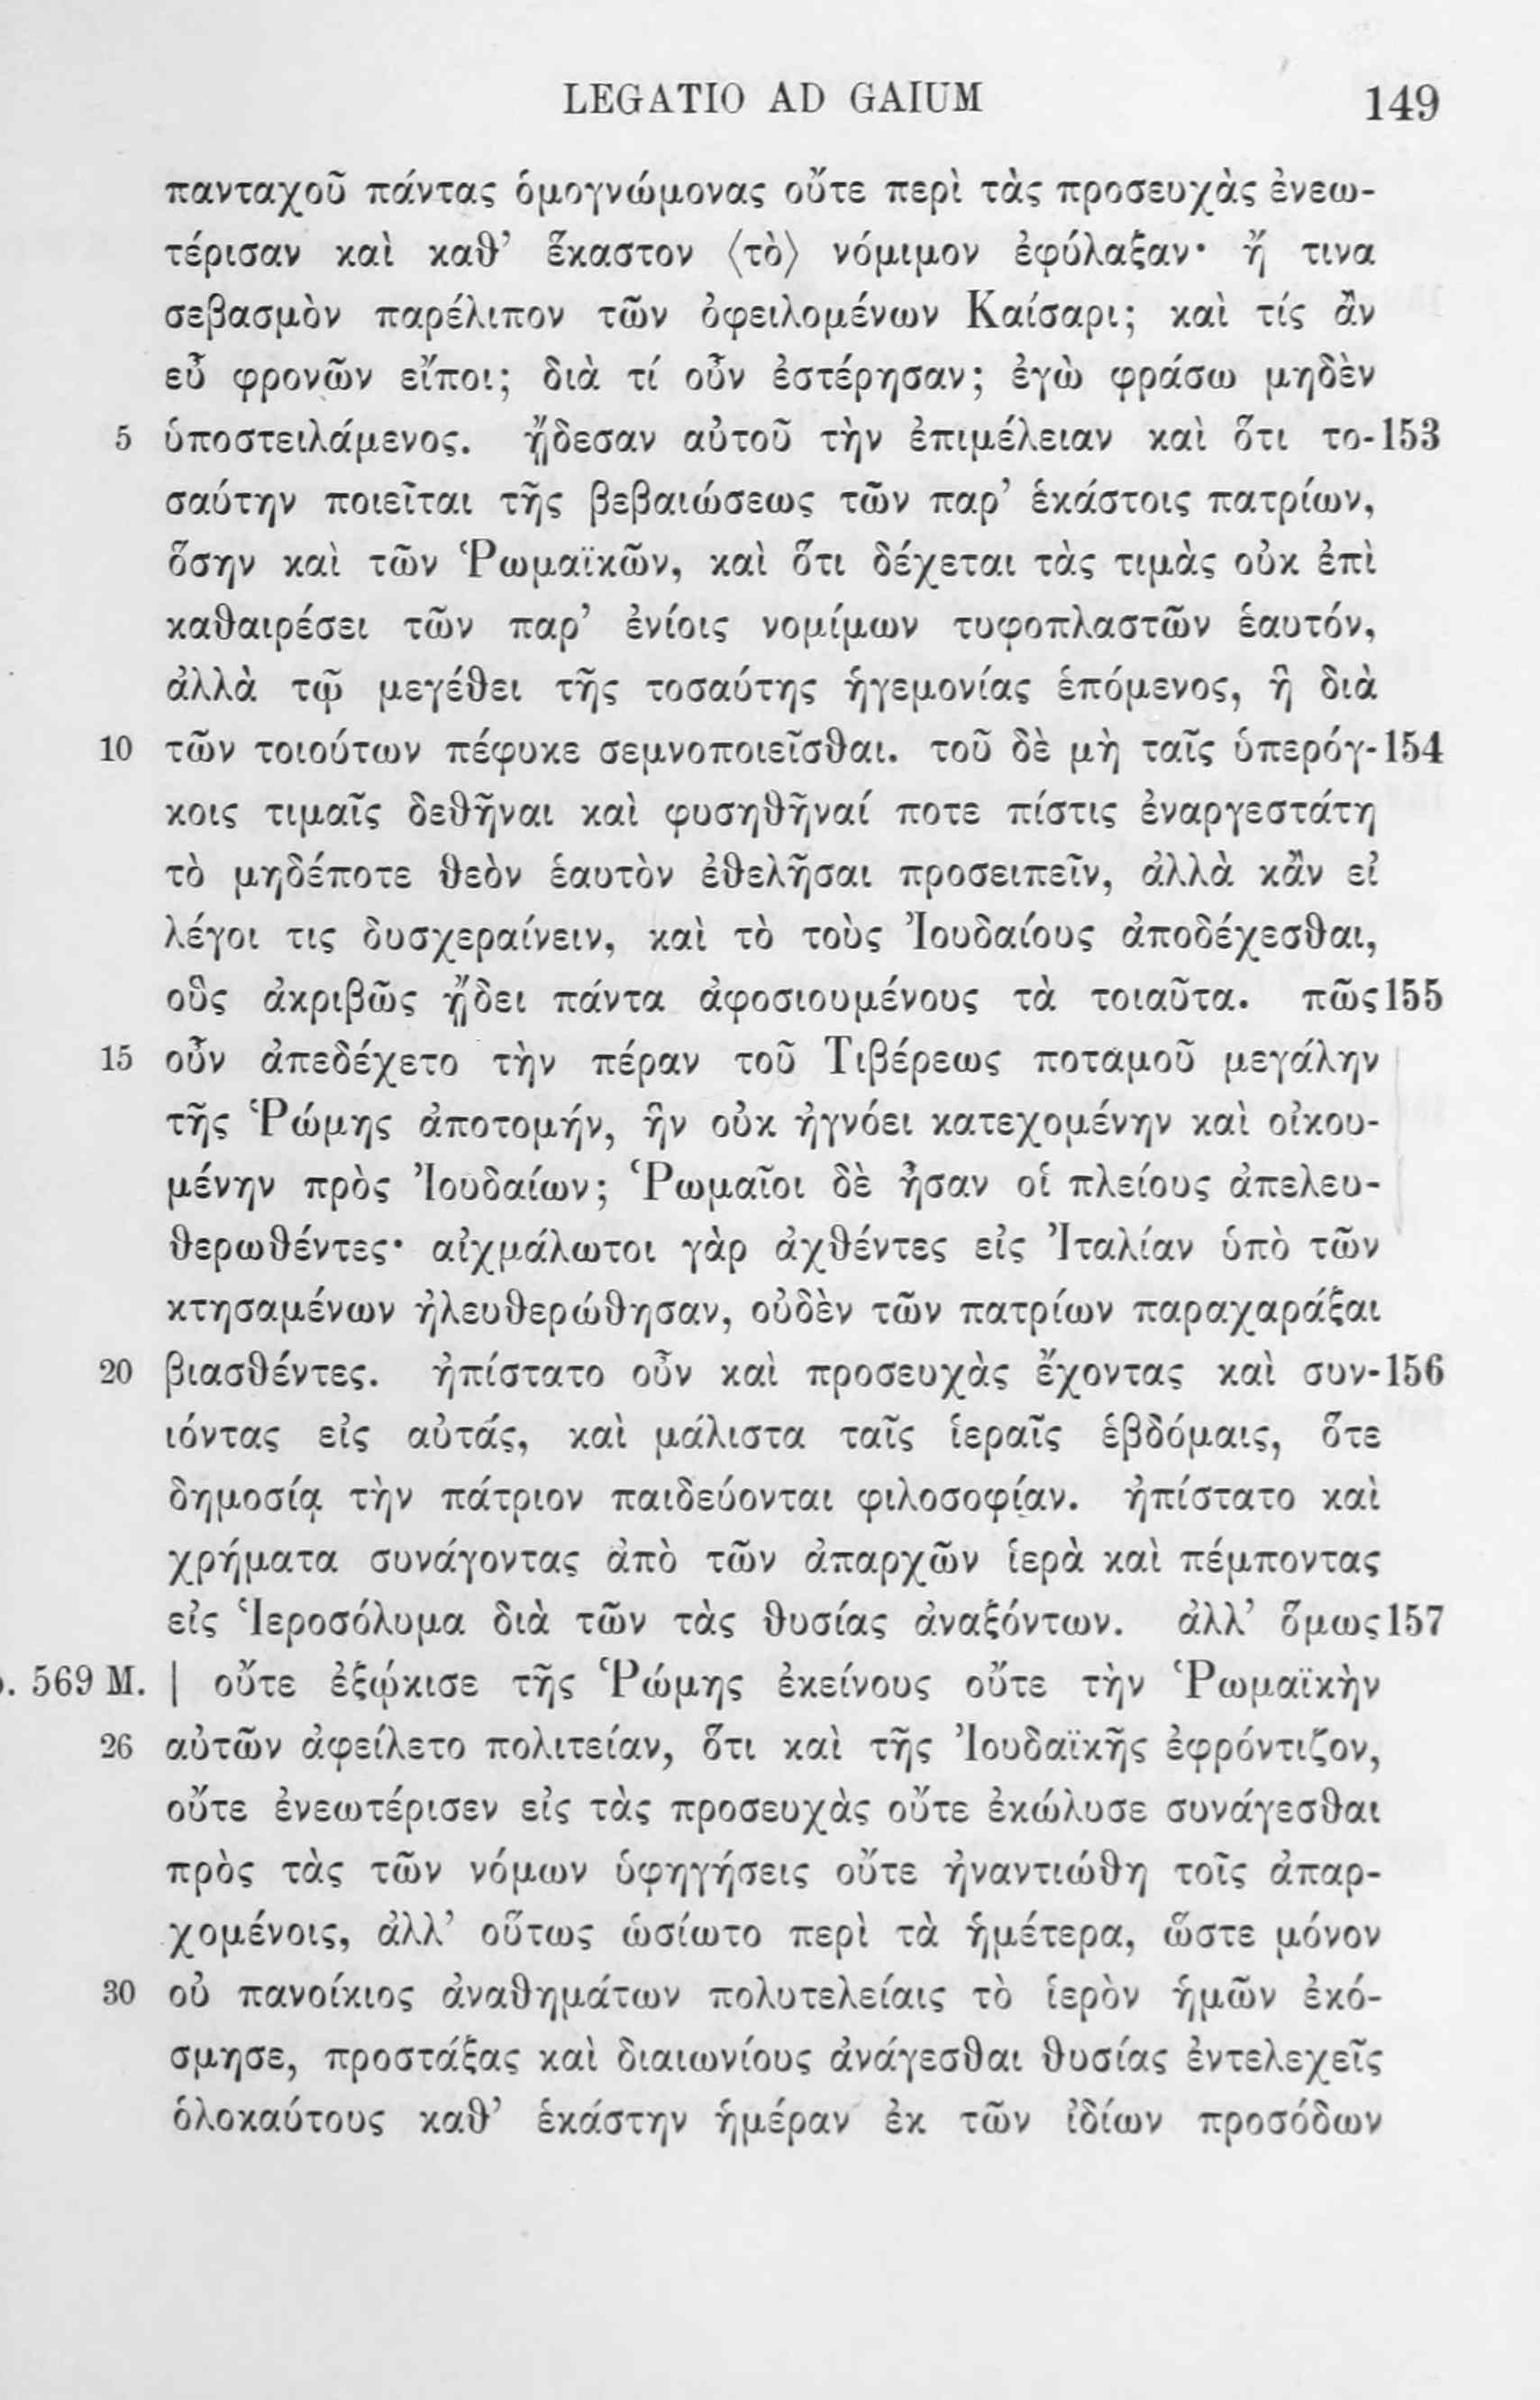 LEGATIO AD GAIUM 149
πανταχοῦ πάντας ὁμογνώμονας οὔτε περὶ τὰς προσευχὰς ἐνεω-
τέρισαν καὶ καθ’ ἕκαστον ⟨τὸ⟩ νόμιμον ἐφύλαξαν· ἤ τινα
σεβασμὸν παρέλιπον τῶν ὀφειλομένων Καίσαρι; καὶ τίς ἂν
εὖ φρονῶν εἴποι; διὰ τί οὖν ἐστέρησαν; ἐγὼ φράσω μηδὲν
5 ὑποστειλάμενος. ᾔδεσαν αὐτοῦ τὴν ἐπιμέλειαν καὶ ὅτι το- 153
σαύτην ποιεῖται τῆς βεβαιώσεως τῶν παρ’ ἑκάστοις πατρίων,
ὅσην καὶ τῶν Ῥωμαϊκῶν, καὶ ὅτι δέχεται τὰς τιμὰς οὐκ ἐπὶ
καθαιρέσει τῶν παρ’ ἐνίοις νομίμων τυφοπλαστῶν ἑαυτόν,
ἀλλὰ τῷ μεγέθει τῆς τοσαύτης ἡγεμονίας ἑπόμενος, ἣ διὰ
10 τῶν τοιούτων πέφυκε σεμνοποιεῖσθαι. τοῦ δὲ μὴ ταῖς ὑπερόγ- 154
κοις τιμαῖς δεθῆναι καὶ φυσηθῆναί ποτε πίστις ἐναργεστάτη
τὸ μηδέποτε θεὸν ἑαυτὸν ἐθελῆσαι προσειπεῖν, ἀλλὰ κἂν εἰ
λέγοι τις δυσχεραίνειν, καὶ τὸ τοὺς Ἰουδαίους ἀποδέχεσθαι,
οὓς ἀκριβῶς ᾔδει πάντα ἀφοσιουμένους τὰ τοιαῦτα. πῶς 155
15 οὖν ἀπεδέχετο τὴν πέραν τοῦ Τιβέρεως ποταμοῦ μεγάλην
τῆς Ῥώμης ἀποτομήν, ἣν οὐκ ἠγνόει κατεχομένην καὶ οἰκου-
μένην πρὸς Ἰουδαίων; Ῥωμαῖοι δὲ ἦσαν οἱ πλείους ἀπελευ-
θερωθέντες· αἰχμάλωτοι γὰρ ἀχθέντες εἰς Ἰταλίαν ὑπὸ τῶν
κτησαμένων ἠλευθερώθησαν, οὐδὲν τῶν πατρίων παραχαράξαι
20 βιασθέντες. ἠπίστατο οὖν καὶ προσευχὰς ἔχοντας καὶ συν- 156
ιόντας εἰς αὐτάς, καὶ μάλιστα ταῖς ἱεραῖς ἑβδόμαις, ὅτε
δημοσίᾳ τὴν πάτριον παιδεύονται φιλοσοφίαν. ἠπίστατο καὶ
χρήματα συνάγοντας ἀπὸ τῶν ἀπαρχῶν ἱερὰ καὶ πέμποντας
εἰς Ἱεροσόλυμα διὰ τῶν τὰς θυσίας ἀναξόντων. ἀλλ’ ὅμως 157
. 569 M. | οὔτε ἐξῴκισε τῆς Ῥώμης ἐκείνους οὔτε τὴν Ῥωμαϊκὴν
26 αὐτῶν ἀφείλετο πολιτείαν, ὅτι καὶ τῆς Ἰουδαϊκῆς ἐφρόντιζον,
οὔτε ἐνεωτέρισεν εἰς τὰς προσευχὰς οὔτε ἐκώλυσε συνάγεσθαι
πρὸς τὰς τῶν νόμων ὑφηγήσεις οὔτε ἠναντιώθη τοῖς ἀπαρ-
χομένοις, ἀλλ’ οὕτως ὡσίωτο περὶ τὰ ἡμέτερα, ὥστε μόνον
30 οὐ πανοίκιος ἀναθημάτων πολυτελείαις τὸ ἱερὸν ἡμῶν ἐκό-
σμησε, προστάξας καὶ διαιωνίους ἀνάγεσθαι θυσίας ἐντελεχεῖς
ὁλοκαύτους καθ’ ἑκάστην ἡμέραν ἐκ τῶν ἰδίων προσόδων